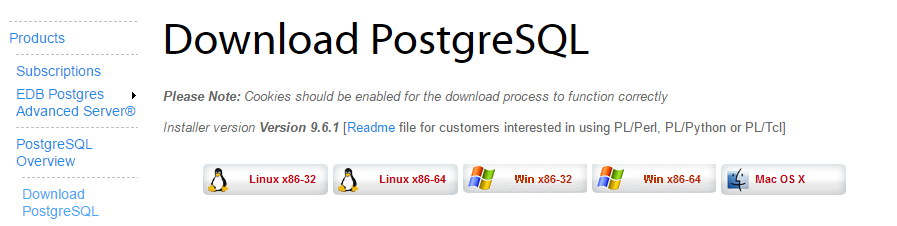 Products
Subscriptions
EDB Postgres
Advanced Server®
PostgreSQL
Overview
Download
PostgreSQL
Download PostgreSQL
Please Note: Cookies should be enabled for the download process to function correctly
Installer version Version 9.6.1 [Readme file for customers interested in using PL/Perl, PL/Python or PL/Tcl]
Linux x86-32 Linux x86-64 Win x86-32 Win x86-64 Mac OS X